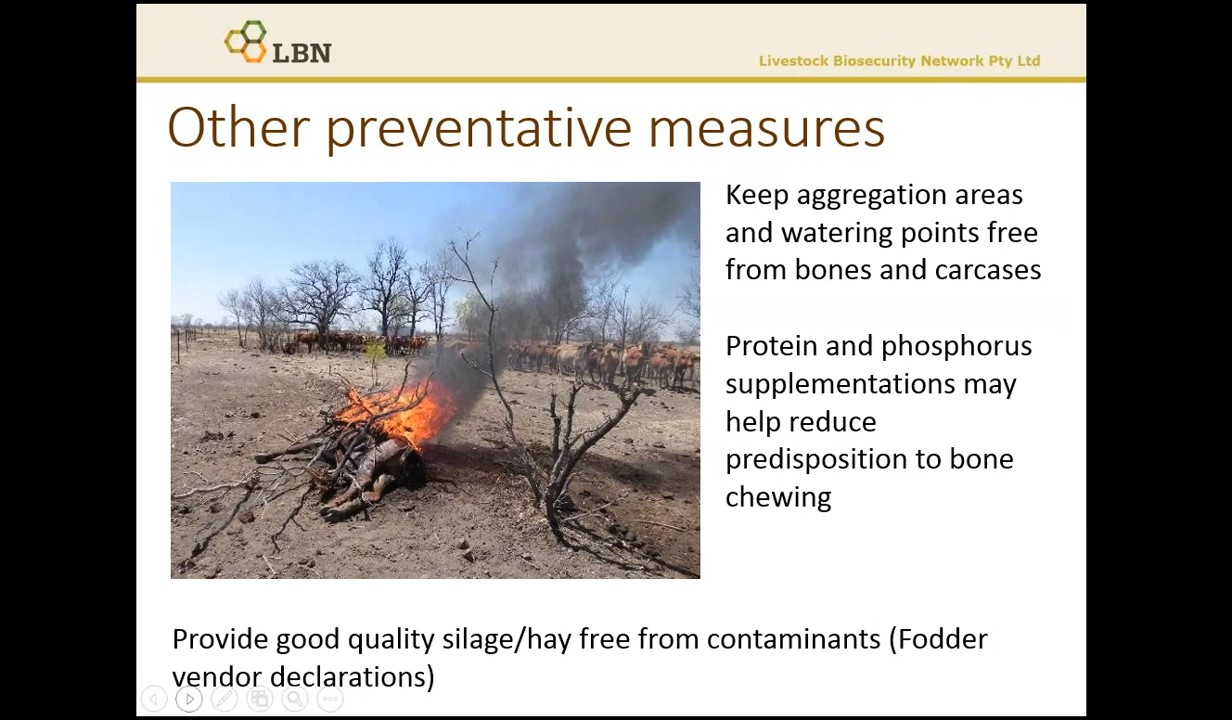 LBN
Livestock Biosecurity Network Pty Ltd
Other preventative measures
Keep aggregation areas
and watering points free
from bones and carcases
Protein and phosphorus
supplementations may
help reduce
predisposition to bone
chewing
Provide good quality silage/hay free from contaminants (Fodder
vendor declarations)